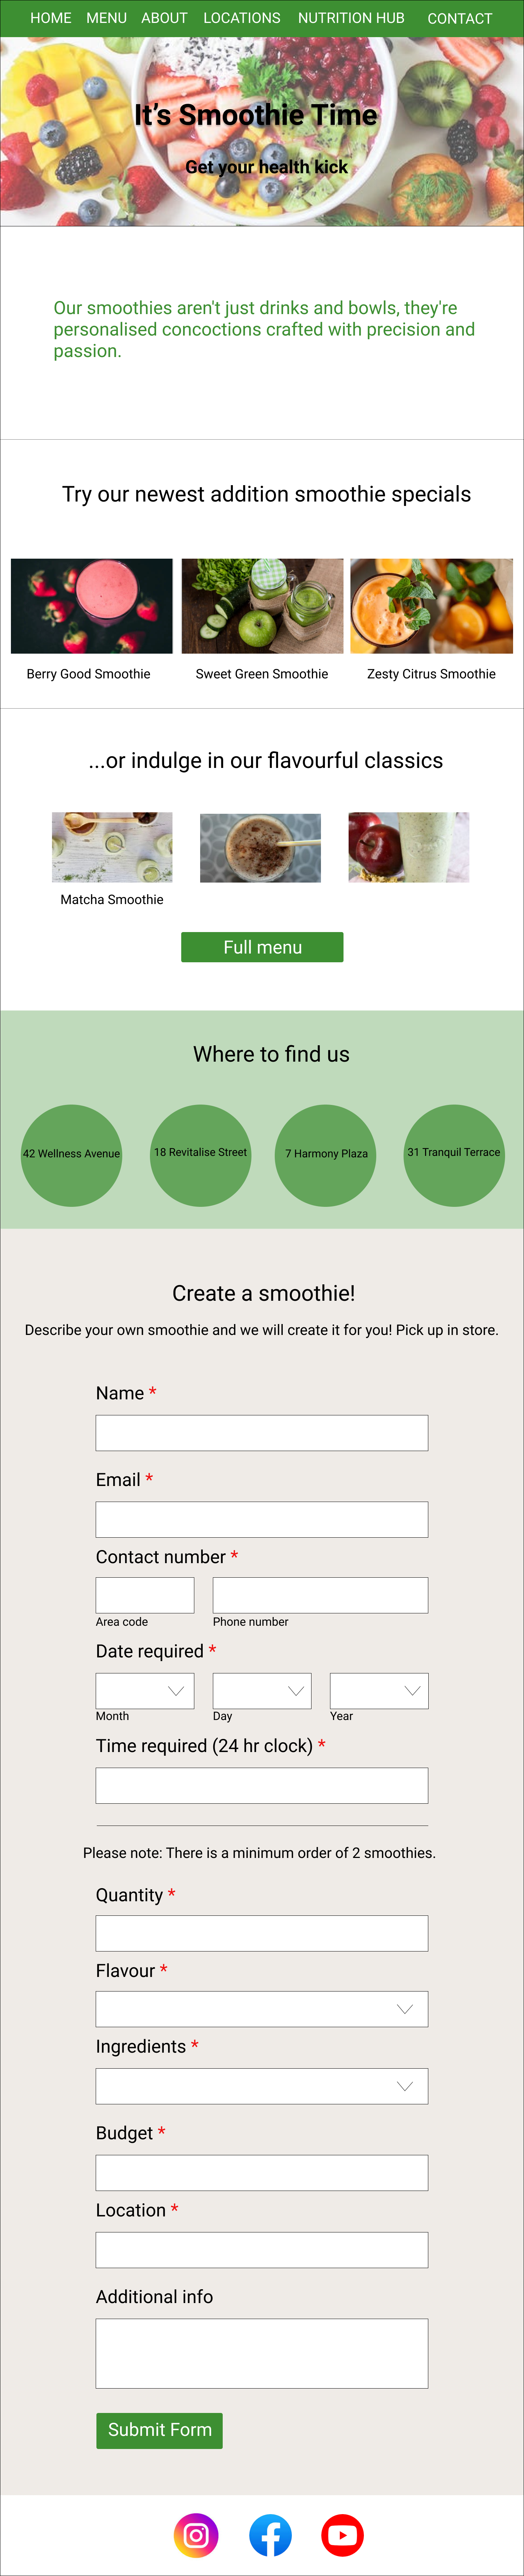 HOME MENU ABOUT LOCATIONS NUTRITION HUB CONTACT
It's Smoothie Time
Get your health kick
Our smoothies aren't just drinks and bowls, they're
personalised concoctions crafted with precision and
passion.
Try our newest addition smoothie specials
Berry Good Smoothie Sweet Green Smoothie Zesty Citrus Smoothie
...or indulge in our flavourful classics
Matcha Smoothie
Full menu
Where to find us
42 Wellness Avenue 18 Revitalise Street 7 Harmony Plaza 31 Tranquil Terrace
Create a smoothie!
Describe your own smoothie and we will create it for you! Pick up in store.
Name *
Email *
Contact number *
Area code Phone number
Date required *
Month Day Year
Time required (24 hr clock) *
Please note: There is a minimum order of 2 smoothies.
Quantity *
Flavour *
Ingredients *
Budget *
Location *
Additional info
Submit Form